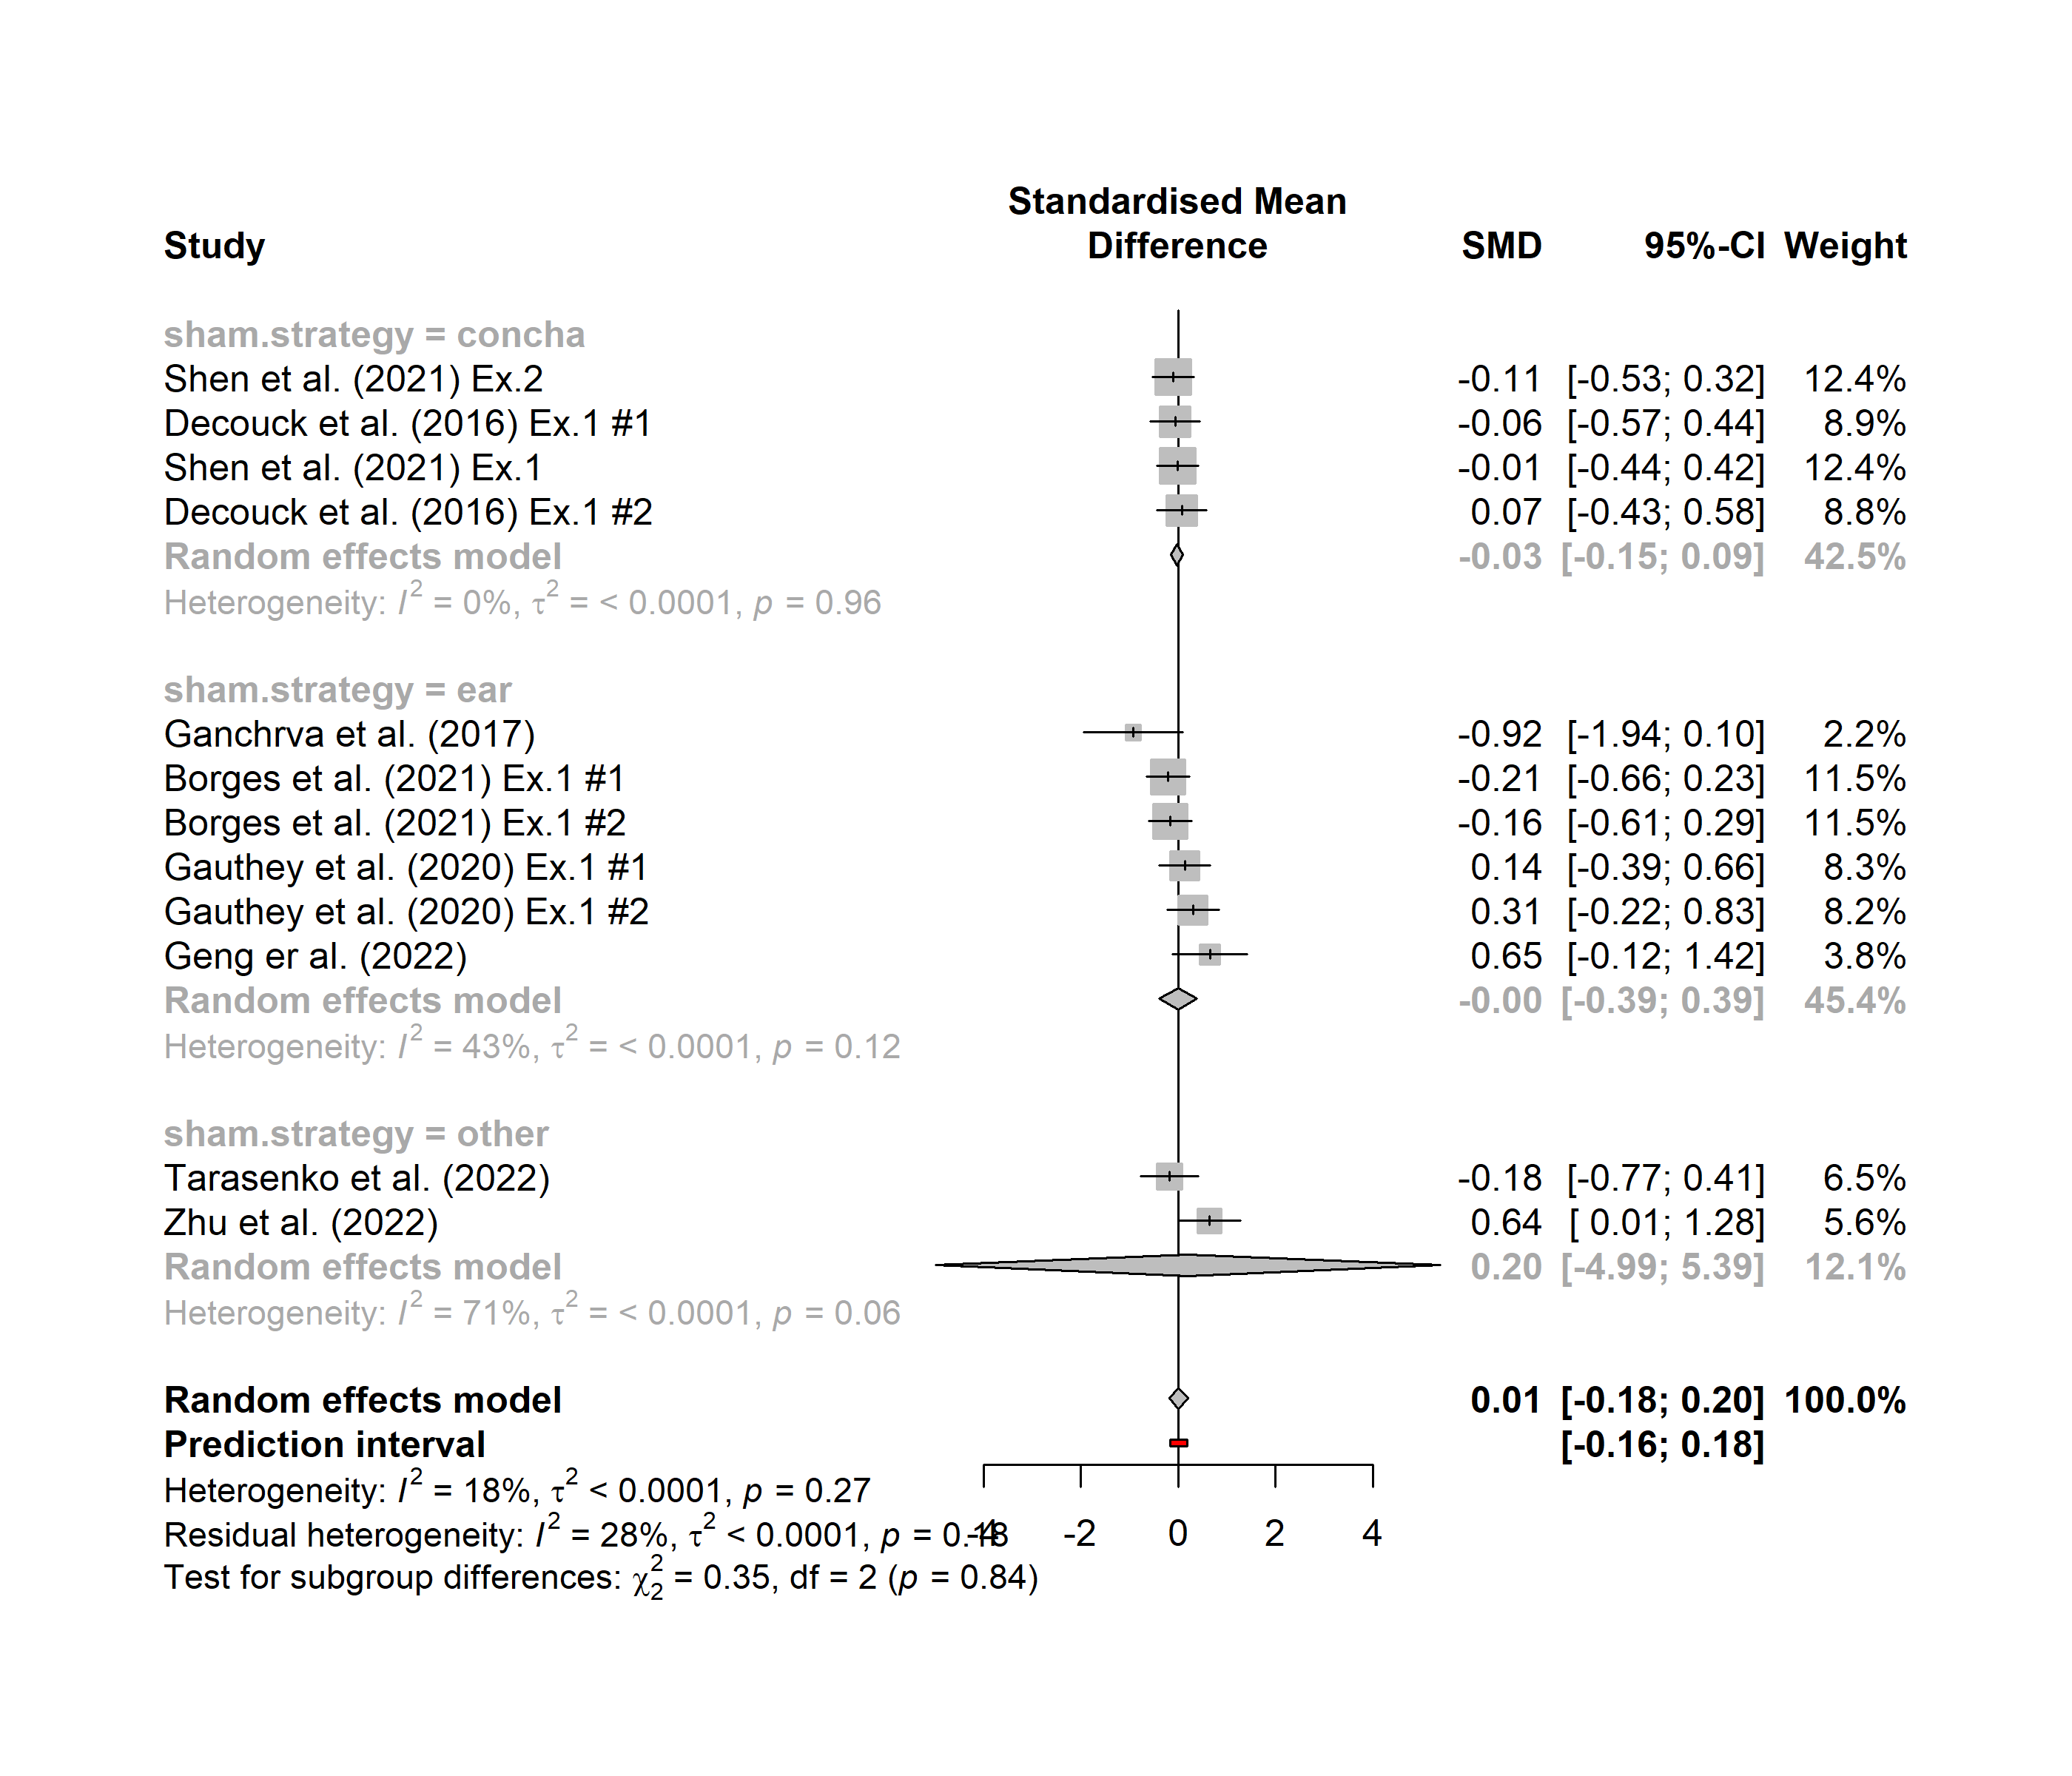 Standardised Mean
Study Difference SMD 95%-CI Weight
sham.strategy = concha
Shen et al. (2021) Ex.2 -0.11 [-0.53; 0.32] 12.4%
Decouck et al. (2016) Ex.1 #1 -0.06 [-0.57; 0.44] 8.9%
Shen et al. (2021) Ex.1 -0.01 [-0.44; 0.42] 12.4%
Decouck et al. (2016) Ex.1 #2 0.07 [-0.43; 0.58] 8.8%
Random effects model -0.03 [-0.15; 0.09] 42.5%
Heterogeneity: I² = 0%, τ² = < 0.0001, p = 0.96
sham.strategy = ear
Ganchrva et al. (2017) -0.92 [-1.94; 0.10] 2.2%
Borges et al. (2021) Ex.1 #1 -0.21 [-0.66; 0.23] 11.5%
Borges et al. (2021) Ex.1 #2 -0.16 [-0.61; 0.29] 11.5%
Gauthey et al. (2020) Ex.1 #1 0.14 [-0.39; 0.66] 8.3%
Gauthey et al. (2020) Ex.1 #2 0.31 [-0.22; 0.83] 8.2%
Geng er al. (2022) 0.65 [-0.12; 1.42] 3.8%
Random effects model -0.00 [-0.39; 0.39] 45.4%
Heterogeneity: I² = 43%, τ² = < 0.0001, p = 0.12
sham.strategy = other
Tarasenko et al. (2022) -0.18 [-0.77; 0.41] 6.5%
Zhu et al. (2022) 0.64 [ 0.01; 1.28] 5.6%
Random effects model 0.20 [-4.99; 5.39] 12.1%
Heterogeneity: I² = 71%, τ² = < 0.0001, p = 0.06
Random effects model 0.01 [-0.18; 0.20] 100.0%
Prediction interval [-0.16; 0.18]
Heterogeneity: I² = 18%, τ² < 0.0001, p = 0.27
Residual heterogeneity: I² = 28%, τ² < 0.0001, p = 0.18 -4 -2 0 2 4
Test for subgroup differences: χ²₂ = 0.35, df = 2 (p = 0.84)